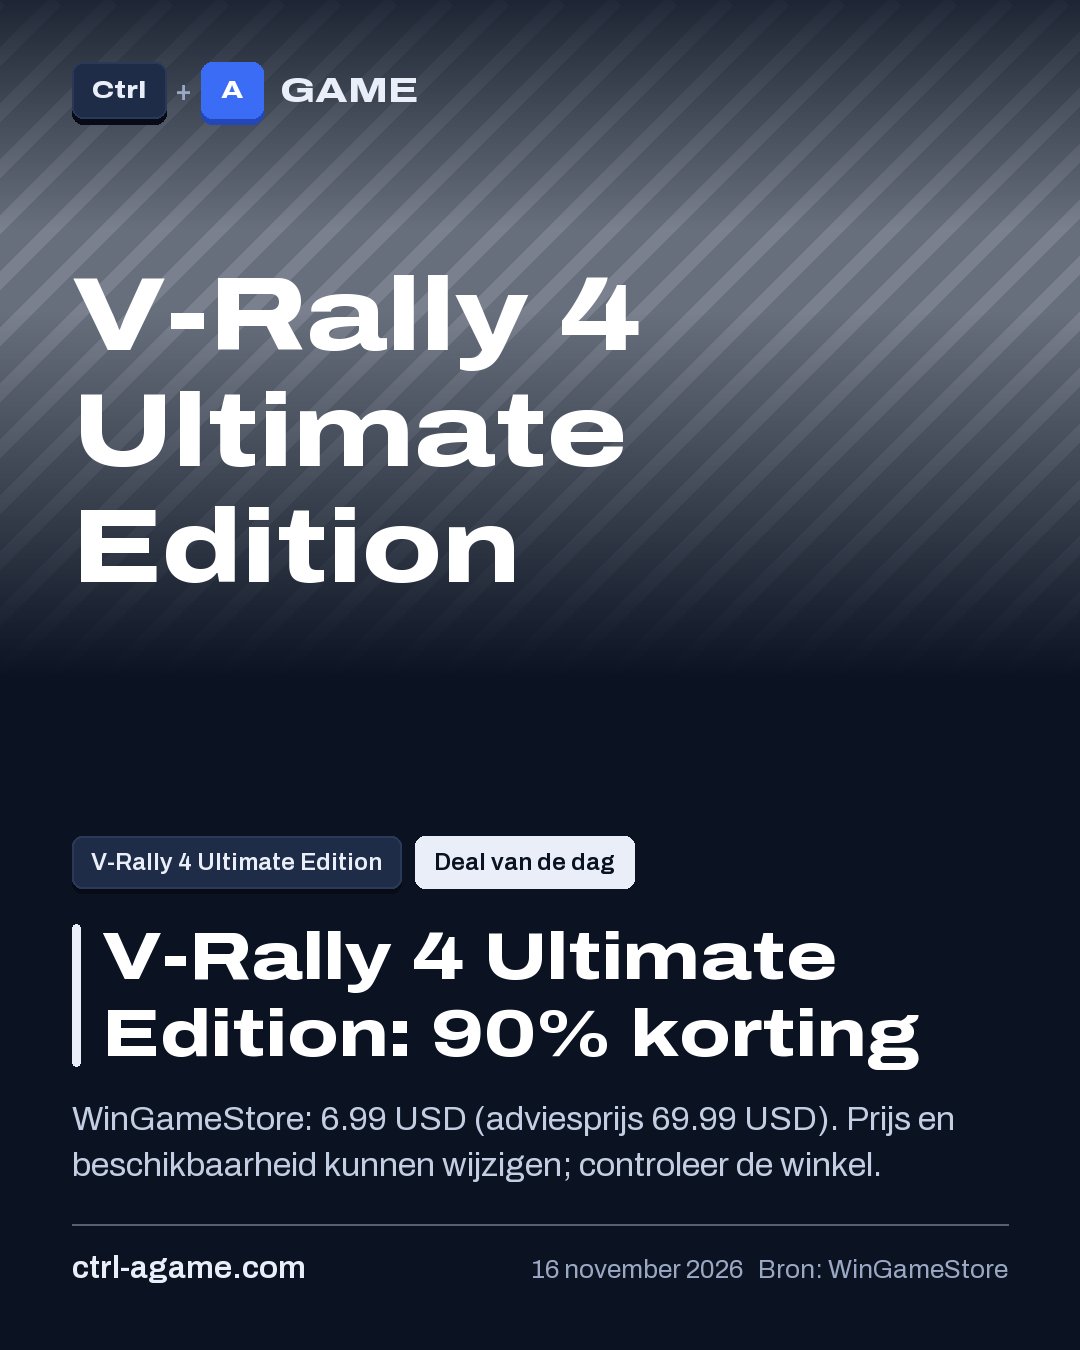 Ctrl + A GAME
V-Rally 4
Ultimate
Edition
V-Rally 4 Ultimate Edition Deal van de dag
V-Rally 4 Ultimate
Edition: 90% korting
WinGameStore: 6.99 USD (adviesprijs 69.99 USD). Prijs en
beschikbaarheid kunnen wijzigen; controleer de winkel.
ctrl-agame.com 16 november 2026 Bron: WinGameStore